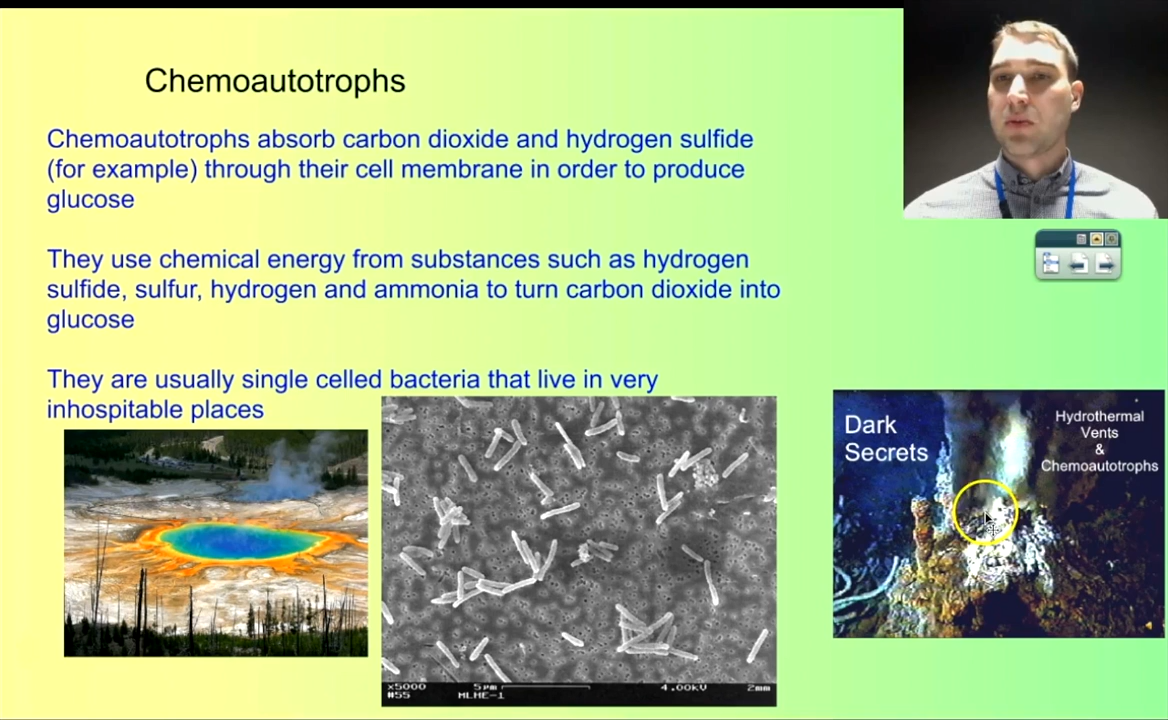 Chemoautotrophs
Chemoautotrophs absorb carbon dioxide and hydrogen sulfide
(for example) through their cell membrane in order to produce
glucose
They use chemical energy from substances such as hydrogen
sulfide, sulfur, hydrogen and ammonia to turn carbon dioxide into
glucose
They are usually single celled bacteria that live in very
inhospitable places
x5000 5µm 4.00kV 2mm
#55 MLHE-1
Dark
Secrets
Hydrothermal
Vents
&
Chemoautotrophs